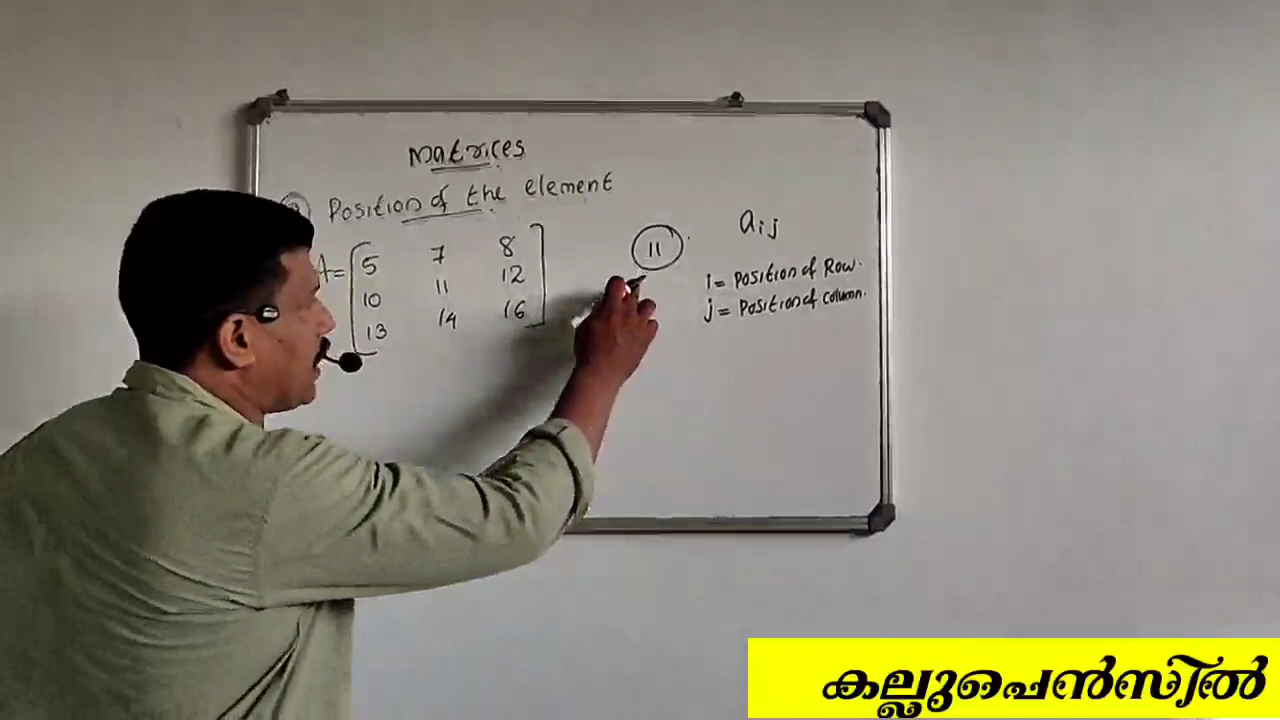 Matrices
Position of the element
A = [ 5 7 8
10 11 12
13 14 16 ]
11
aij
i = Position of Row.
j = Position of column.
കല്ലുപെൻസിൽ